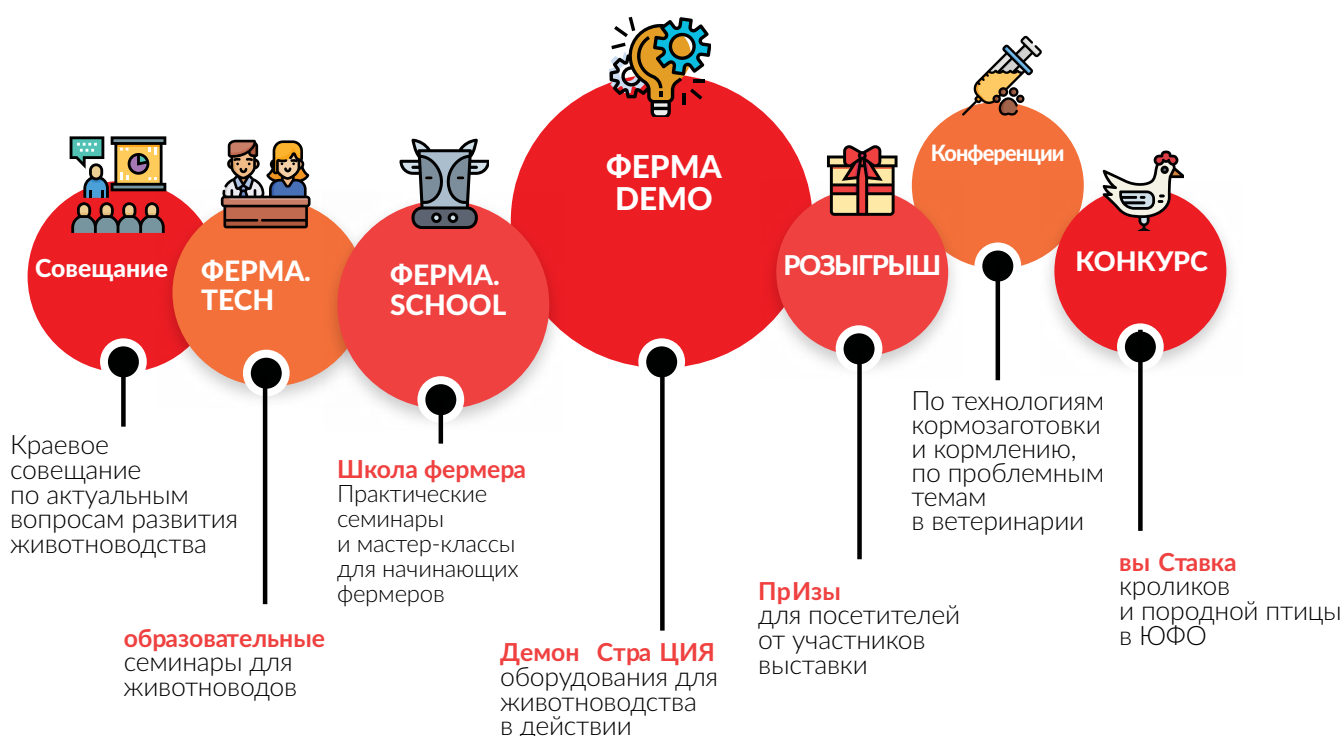 Совещание
Краевое
совещание
по актуальным
вопросам развития
животноводства
ФЕРМА.
TECH
образовательные
семинары для
животноводов
ФЕРМА.
SCHOOL
Школа фермера
Практические
семинары
и мастер-классы
для начинающих
фермеров
ФЕРМА
DEMO
Демон Стра ЦИЯ
оборудования для
животноводства
в действии
РОЗЫГРЫШ
ПрИзы
для посетителей
от участников
выставки
Конференции
По технологиям
кормозаготовки
и кормлению,
по проблемным
темам
в ветеринарии
КОНКУРС
вы Ставка
кроликов
и породной птицы
в ЮФО